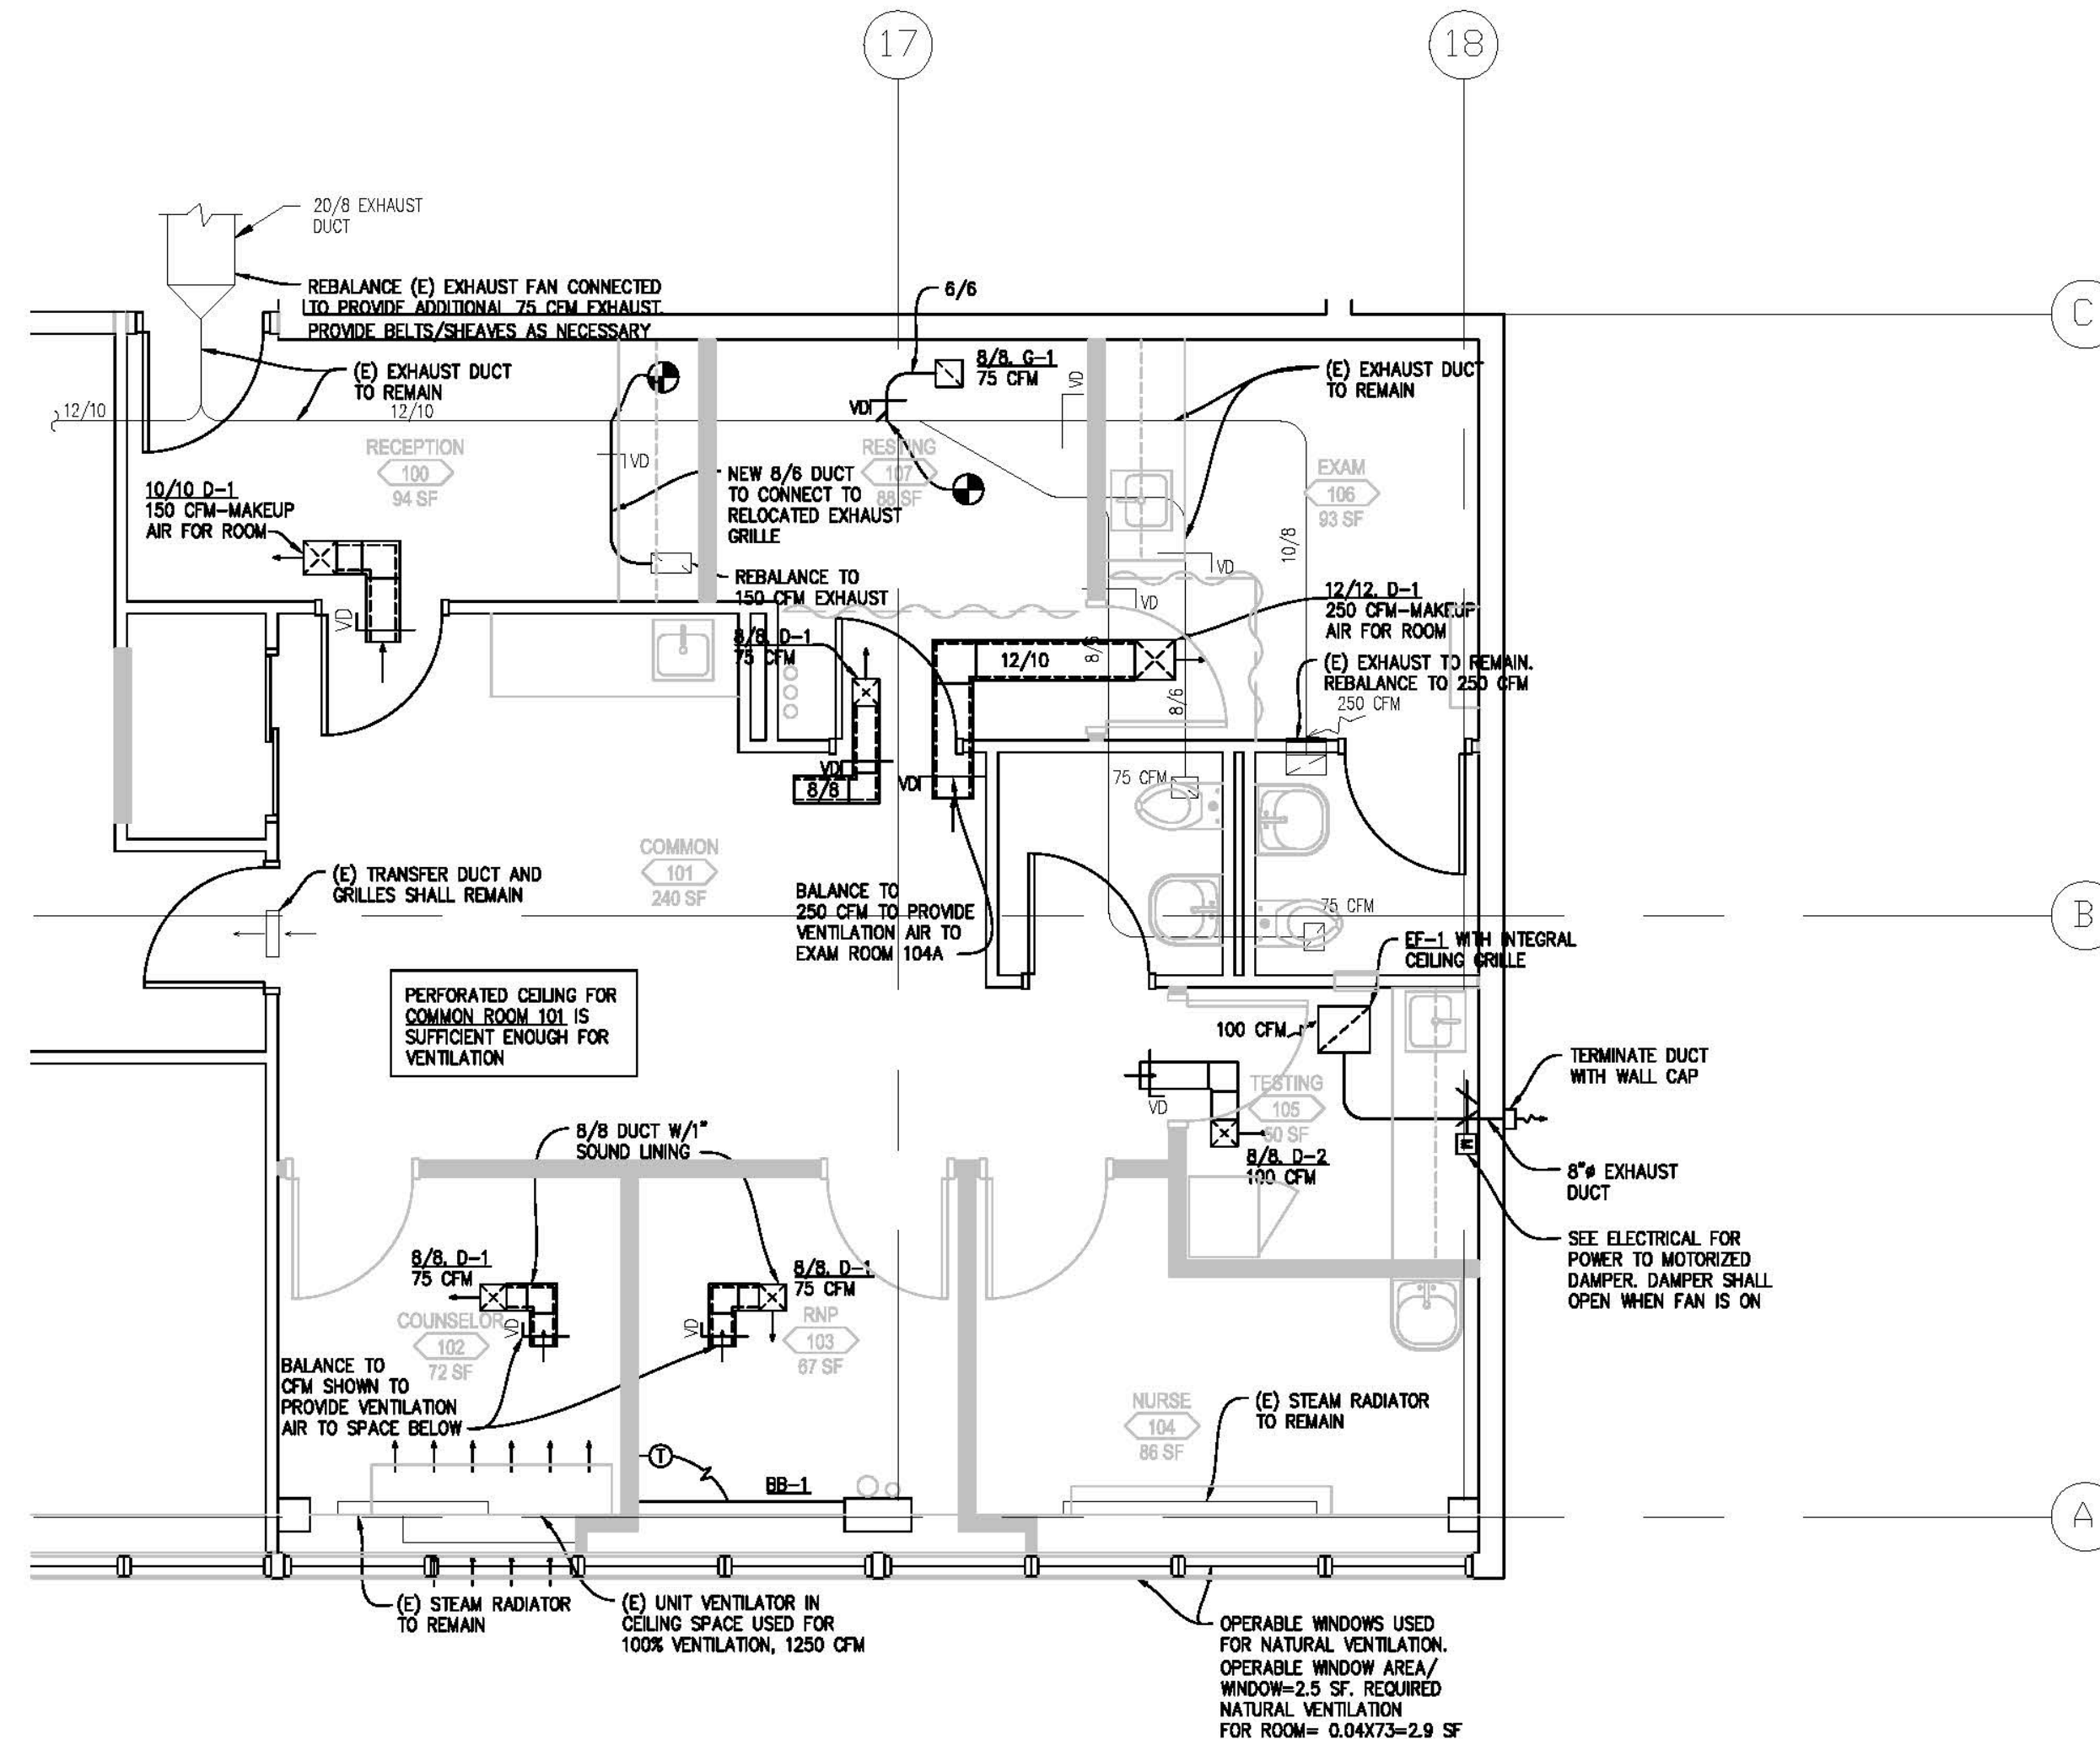 17
18
20/8 EXHAUST
DUCT
REBALANCE (E) EXHAUST FAN CONNECTED
TO PROVIDE ADDITIONAL 75 CFM EXHAUST.
PROVIDE BELTS/SHEAVES AS NECESSARY
6/6
C
(E) EXHAUST DUCT
TO REMAIN
8/8, G-1
75 CFM
VD
(E) EXHAUST DUCT
TO REMAIN
12/10
12/10
VD
RECEPTION
100
94 SF
VD
RESTING
107
88 SF
EXAM
106
93 SF
NEW 8/6 DUCT
TO CONNECT TO
RELOCATED EXHAUST
GRILLE
10/10 D-1
150 CFM-MAKEUP
AIR FOR ROOM
10/8
VD
REBALANCE TO
150 CFM EXHAUST
VD
12/12, D-1
250 CFM-MAKEUP
AIR FOR ROOM
VD
8/8, D-1
75 CFM
12/10
8/6
(E) EXHAUST TO REMAIN.
REBALANCE TO 250 CFM
250 CFM
8/6
VD
8/8
VD
75 CFM
COMMON
101
240 SF
(E) TRANSFER DUCT AND
GRILLES SHALL REMAIN
BALANCE TO
250 CFM TO PROVIDE
VENTILATION AIR TO
EXAM ROOM 104A
75 CFM
B
EF-1 WITH INTEGRAL
CEILING GRILLE
PERFORATED CEILING FOR
COMMON ROOM 101 IS
SUFFICIENT ENOUGH FOR
VENTILATION
100 CFM
TERMINATE DUCT
WITH WALL CAP
TESTING
105
50 SF
VD
8/8 DUCT W/1"
SOUND LINING
M
8/8, D-2
100 CFM
8"ø EXHAUST
DUCT
SEE ELECTRICAL FOR
POWER TO MOTORIZED
DAMPER. DAMPER SHALL
OPEN WHEN FAN IS ON
8/8, D-1
75 CFM
8/8, D-1
75 CFM
COUNSELOR
102
72 SF
VD
VD
RNP
103
67 SF
BALANCE TO
CFM SHOWN TO
PROVIDE VENTILATION
AIR TO SPACE BELOW
NURSE
104
86 SF
(E) STEAM RADIATOR
TO REMAIN
T
BB-1
A
(E) STEAM RADIATOR
TO REMAIN
(E) UNIT VENTILATOR IN
CEILING SPACE USED FOR
100% VENTILATION, 1250 CFM
OPERABLE WINDOWS USED
FOR NATURAL VENTILATION.
OPERABLE WINDOW AREA/
WINDOW=2.5 SF. REQUIRED
NATURAL VENTILATION
FOR ROOM= 0.04X73=2.9 SF